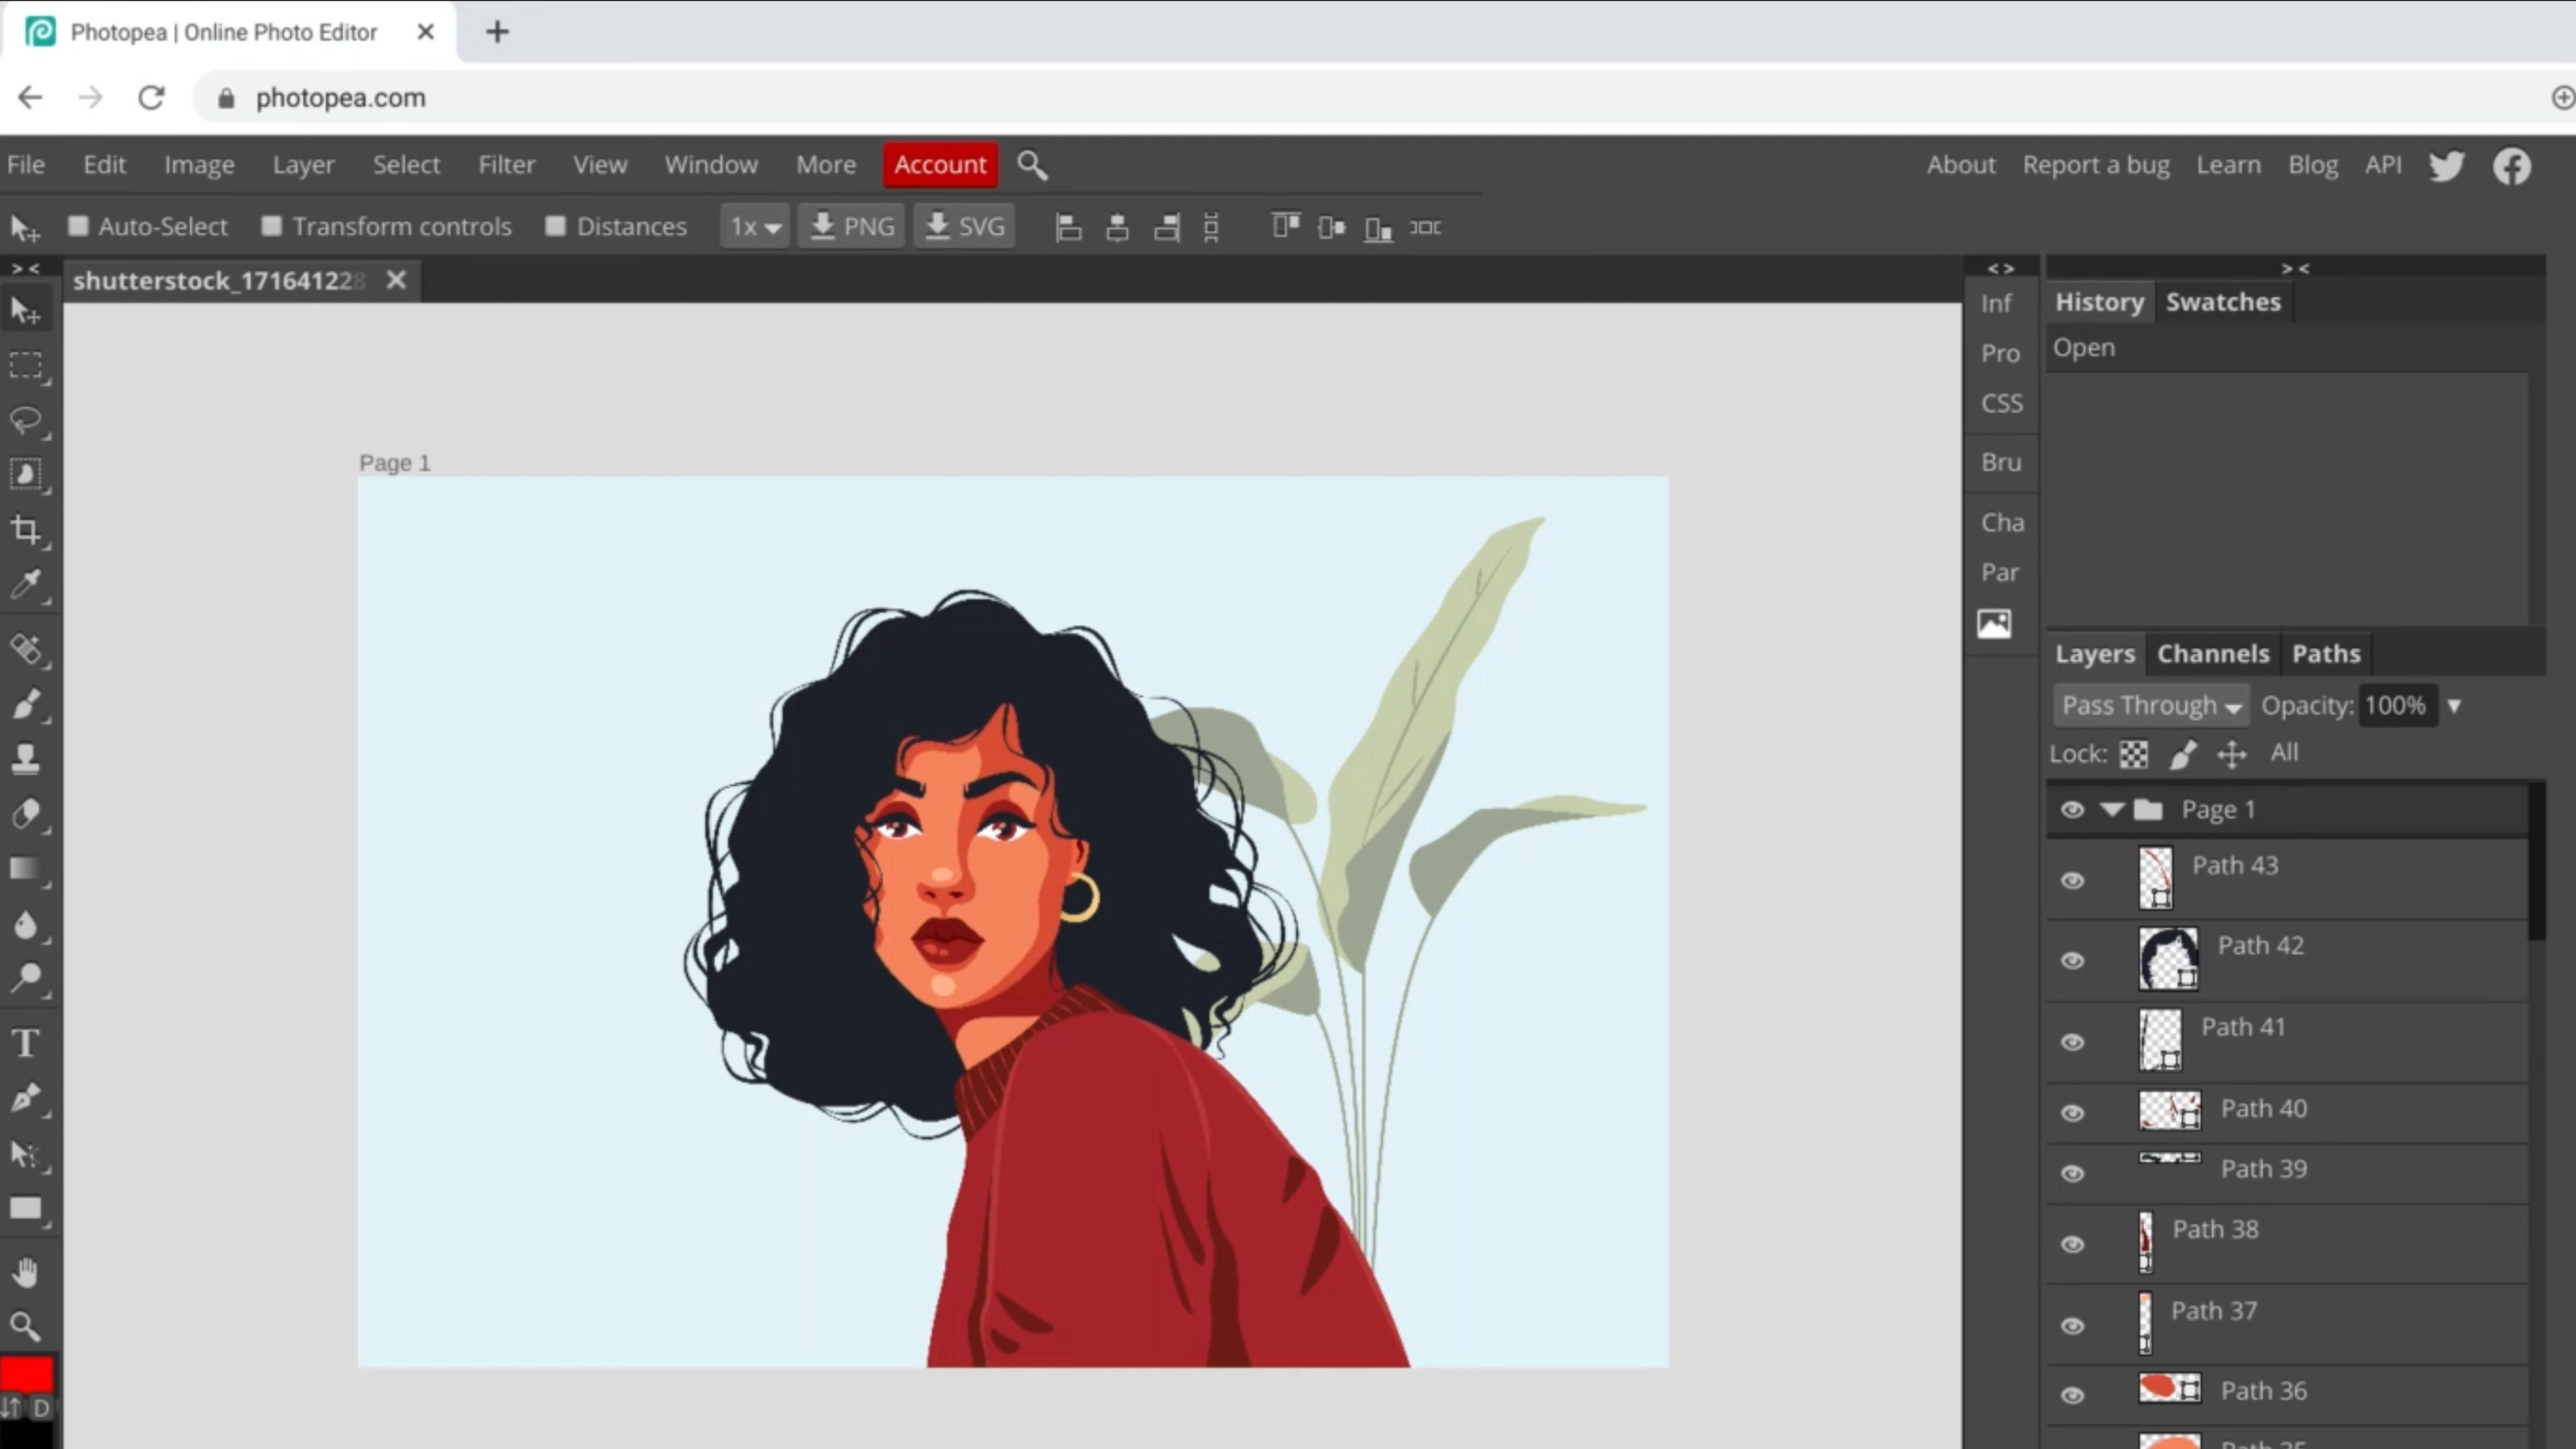 Photopea | Online Photo Editor
photopea.com
File Edit Image Layer Select Filter View Window More Account
About Report a bug Learn Blog API
Auto-Select Transform controls Distances 1x PNG SVG
> <
shutterstock_171641228
< >
> <
Inf
Pro
CSS
Bru
Cha
Par
History Swatches
Open
Page 1
T
D
Layers Channels Paths
Pass Through Opacity: 100%
Lock: All
Page 1
Path 43
Path 42
Path 41
Path 40
Path 39
Path 38
Path 37
Path 36